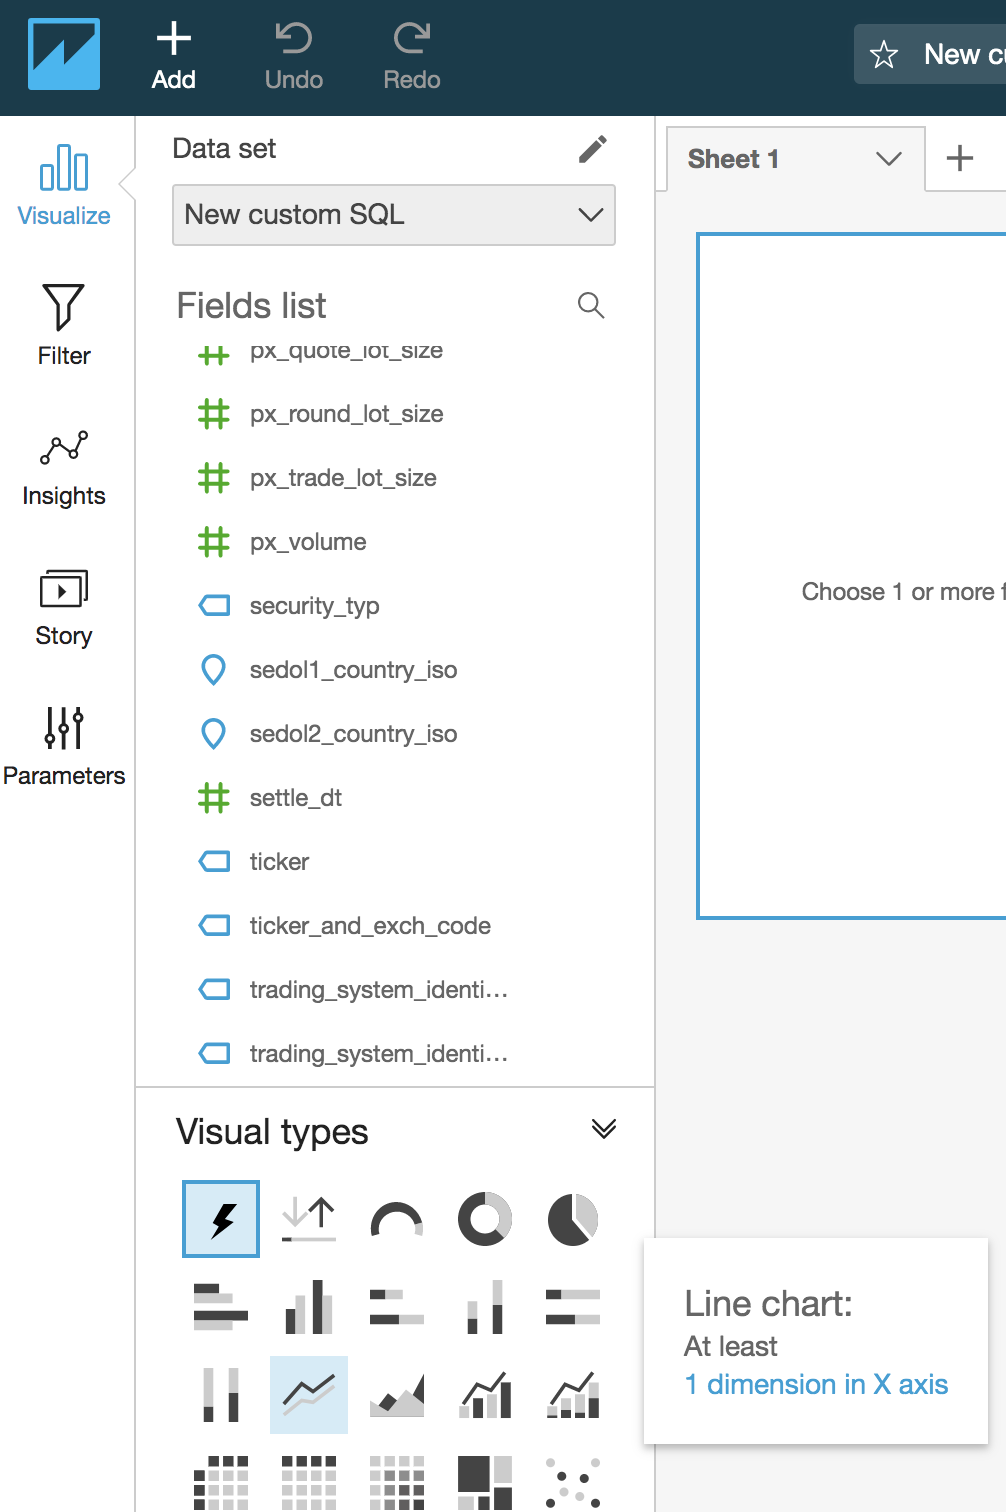 Add
Undo
Redo
New cu
Visualize
Filter
Insights
Story
Parameters
Data set
New custom SQL
Fields list
px_quote_lot_size
px_round_lot_size
px_trade_lot_size
px_volume
security_typ
sedol1_country_iso
sedol2_country_iso
settle_dt
ticker
ticker_and_exch_code
trading_system_identi...
trading_system_identi...
Visual types
Sheet 1
Choose 1 or more f
Line chart:
At least
1 dimension in X axis